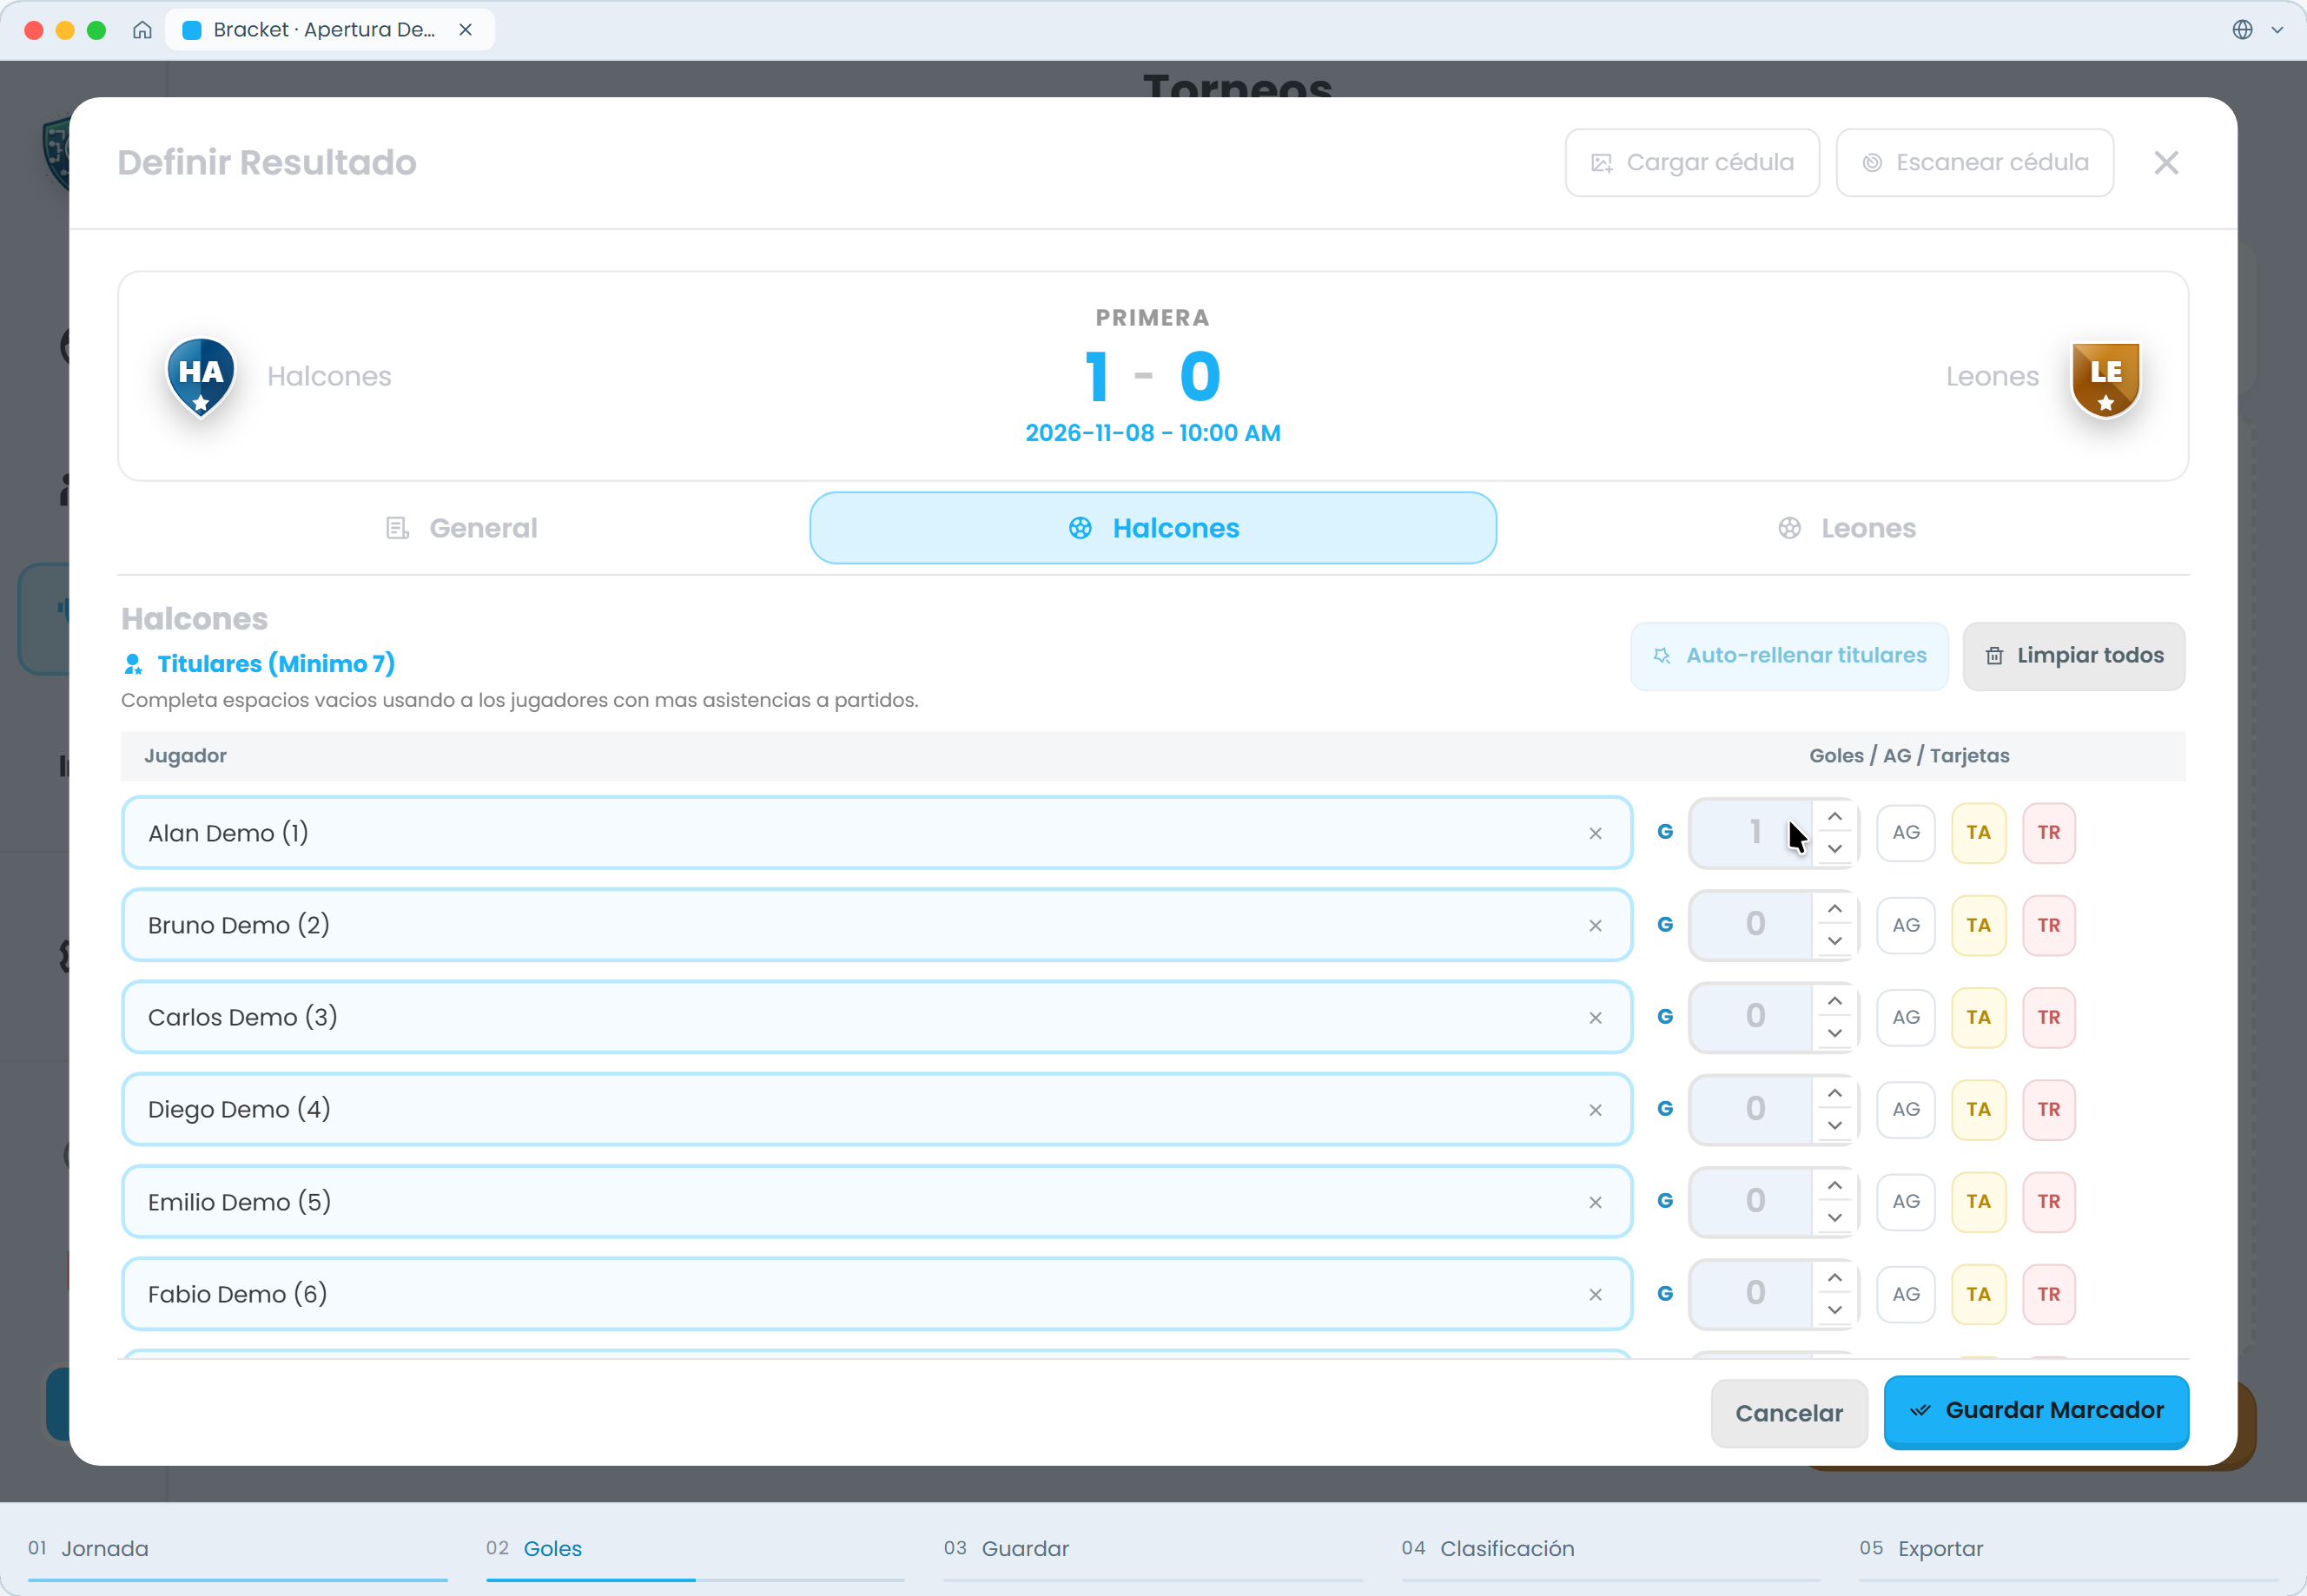 Bracket · Apertura De...
Torneos
Definir Resultado
Cargar cédula
Escanear cédula
PRIMERA
HA
Halcones
1 - 0
Leones
LE
2026-11-08 - 10:00 AM
General
Halcones
Leones
Halcones
Titulares (Minimo 7)
Completa espacios vacios usando a los jugadores con mas asistencias a partidos.
Auto-rellenar titulares
Limpiar todos
Jugador
Goles / AG / Tarjetas
Alan Demo (1)
G 1 AG TA TR
Bruno Demo (2)
G 0 AG TA TR
Carlos Demo (3)
G 0 AG TA TR
Diego Demo (4)
G 0 AG TA TR
Emilio Demo (5)
G 0 AG TA TR
Fabio Demo (6)
G 0 AG TA TR
Cancelar
Guardar Marcador
01 Jornada
02 Goles
03 Guardar
04 Clasificación
05 Exportar